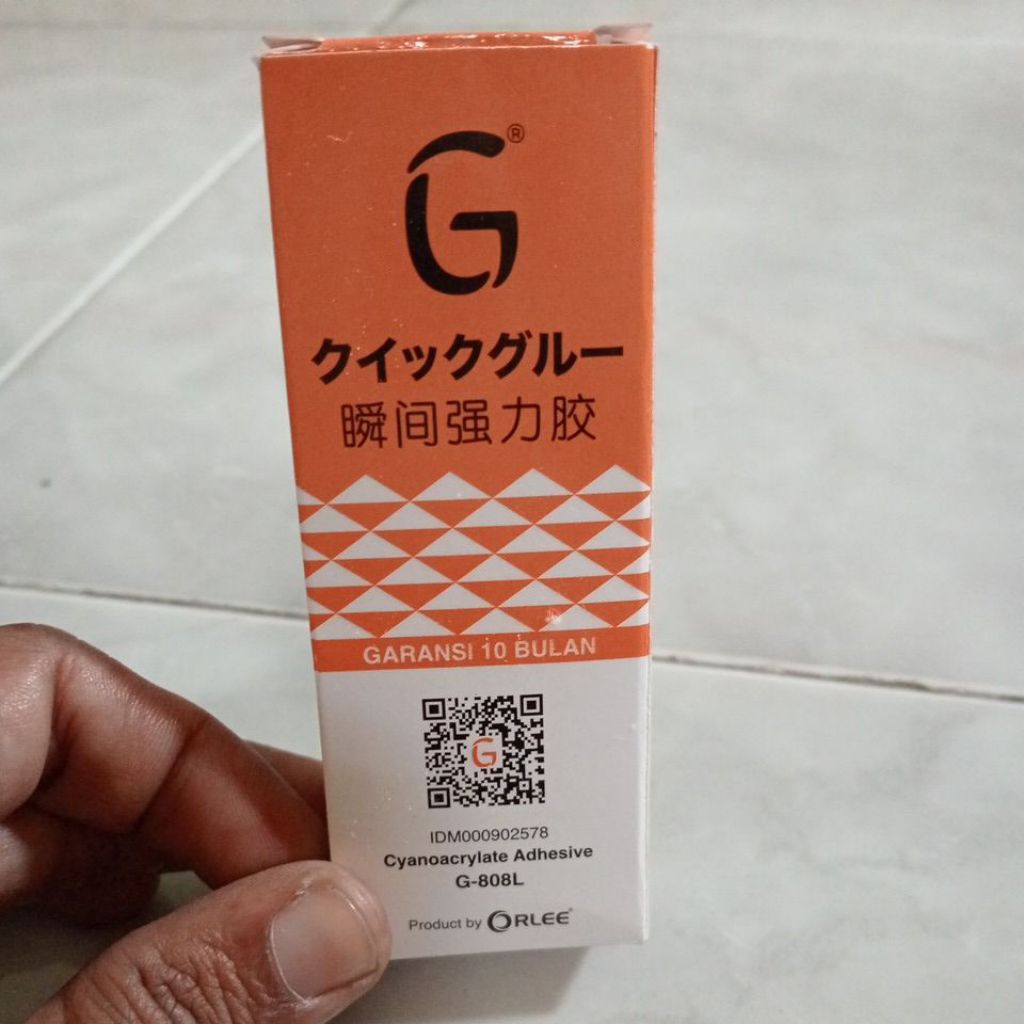 G®
クイックグルー
瞬间强力胶
GARANSI 10 BULAN
G
IDM000902578
Cyanoacrylate Adhesive
G-808L
Product by ORLEE